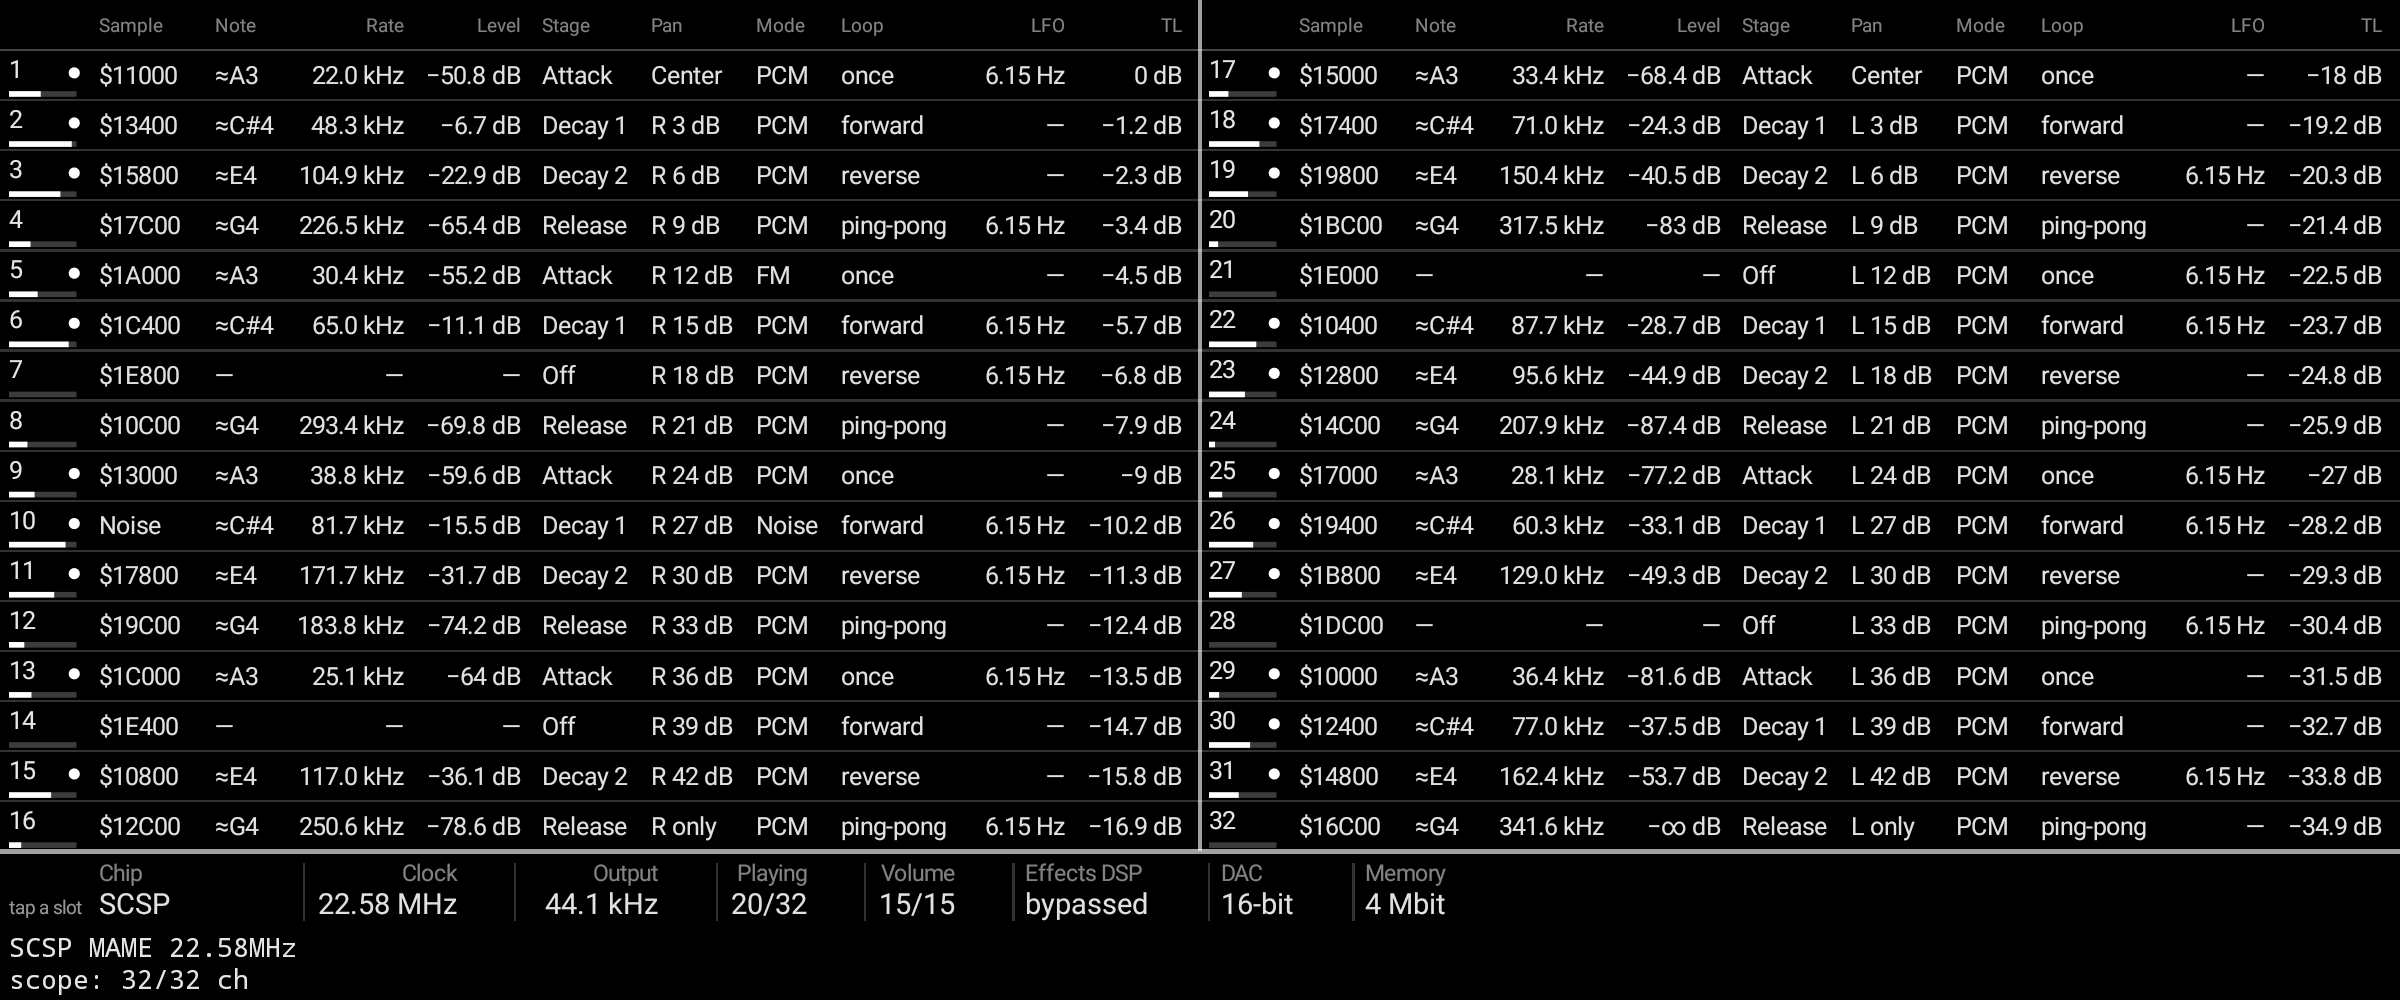 Sample Note Rate Level Stage Pan Mode Loop LFO TL
1 $11000 ≈A3 22.0 kHz −50.8 dB Attack Center PCM once 6.15 Hz 0 dB
2 $13400 ≈C#4 48.3 kHz −6.7 dB Decay 1 R 3 dB PCM forward — −1.2 dB
3 $15800 ≈E4 104.9 kHz −22.9 dB Decay 2 R 6 dB PCM reverse — −2.3 dB
4 $17C00 ≈G4 226.5 kHz −65.4 dB Release R 9 dB PCM ping-pong 6.15 Hz −3.4 dB
5 $1A000 ≈A3 30.4 kHz −55.2 dB Attack R 12 dB FM once — −4.5 dB
6 $1C400 ≈C#4 65.0 kHz −11.1 dB Decay 1 R 15 dB PCM forward 6.15 Hz −5.7 dB
7 $1E800 — — — Off R 18 dB PCM reverse 6.15 Hz −6.8 dB
8 $10C00 ≈G4 293.4 kHz −69.8 dB Release R 21 dB PCM ping-pong — −7.9 dB
9 $13000 ≈A3 38.8 kHz −59.6 dB Attack R 24 dB PCM once — −9 dB
10 Noise ≈C#4 81.7 kHz −15.5 dB Decay 1 R 27 dB Noise forward 6.15 Hz −10.2 dB
11 $17800 ≈E4 171.7 kHz −31.7 dB Decay 2 R 30 dB PCM reverse 6.15 Hz −11.3 dB
12 $19C00 ≈G4 183.8 kHz −74.2 dB Release R 33 dB PCM ping-pong — −12.4 dB
13 $1C000 ≈A3 25.1 kHz −64 dB Attack R 36 dB PCM once 6.15 Hz −13.5 dB
14 $1E400 — — — Off R 39 dB PCM forward — −14.7 dB
15 $10800 ≈E4 117.0 kHz −36.1 dB Decay 2 R 42 dB PCM reverse — −15.8 dB
16 $12C00 ≈G4 250.6 kHz −78.6 dB Release R only PCM ping-pong 6.15 Hz −16.9 dB
Sample Note Rate Level Stage Pan Mode Loop LFO TL
17 $15000 ≈A3 33.4 kHz −68.4 dB Attack Center PCM once — −18 dB
18 $17400 ≈C#4 71.0 kHz −24.3 dB Decay 1 L 3 dB PCM forward — −19.2 dB
19 $19800 ≈E4 150.4 kHz −40.5 dB Decay 2 L 6 dB PCM reverse 6.15 Hz −20.3 dB
20 $1BC00 ≈G4 317.5 kHz −83 dB Release L 9 dB PCM ping-pong — −21.4 dB
21 $1E000 — — — Off L 12 dB PCM once 6.15 Hz −22.5 dB
22 $10400 ≈C#4 87.7 kHz −28.7 dB Decay 1 L 15 dB PCM forward 6.15 Hz −23.7 dB
23 $12800 ≈E4 95.6 kHz −44.9 dB Decay 2 L 18 dB PCM reverse — −24.8 dB
24 $14C00 ≈G4 207.9 kHz −87.4 dB Release L 21 dB PCM ping-pong — −25.9 dB
25 $17000 ≈A3 28.1 kHz −77.2 dB Attack L 24 dB PCM once 6.15 Hz −27 dB
26 $19400 ≈C#4 60.3 kHz −33.1 dB Decay 1 L 27 dB PCM forward 6.15 Hz −28.2 dB
27 $1B800 ≈E4 129.0 kHz −49.3 dB Decay 2 L 30 dB PCM reverse — −29.3 dB
28 $1DC00 — — — Off L 33 dB PCM ping-pong 6.15 Hz −30.4 dB
29 $10000 ≈A3 36.4 kHz −81.6 dB Attack L 36 dB PCM once — −31.5 dB
30 $12400 ≈C#4 77.0 kHz −37.5 dB Decay 1 L 39 dB PCM forward — −32.7 dB
31 $14800 ≈E4 162.4 kHz −53.7 dB Decay 2 L 42 dB PCM reverse 6.15 Hz −33.8 dB
32 $16C00 ≈G4 341.6 kHz −∞ dB Release L only PCM ping-pong — −34.9 dB
Chip Clock Output Playing Volume Effects DSP DAC Memory
tap a slot SCSP 22.58 MHz 44.1 kHz 20/32 15/15 bypassed 16-bit 4 Mbit
SCSP MAME 22.58MHz
scope: 32/32 ch